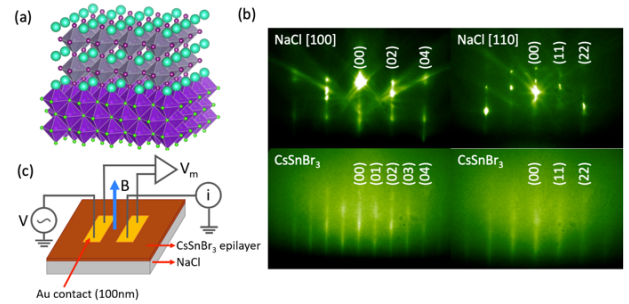 (a)
(b)
NaCl [100]
(00)
(02)
(04)
NaCl [110]
(00)
(11)
(22)
CsSnBr3
(00)
(01)
(02)
(03)
(04)
CsSnBr3
(00)
(11)
(22)
(c)
Vm
B
i
V
CsSnBr3 epilayer
NaCl
Au contact (100nm)